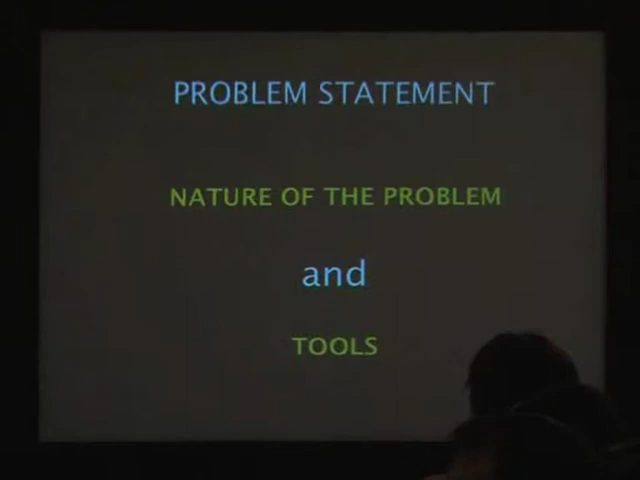 PROBLEM STATEMENT
NATURE OF THE PROBLEM
and
TOOLS